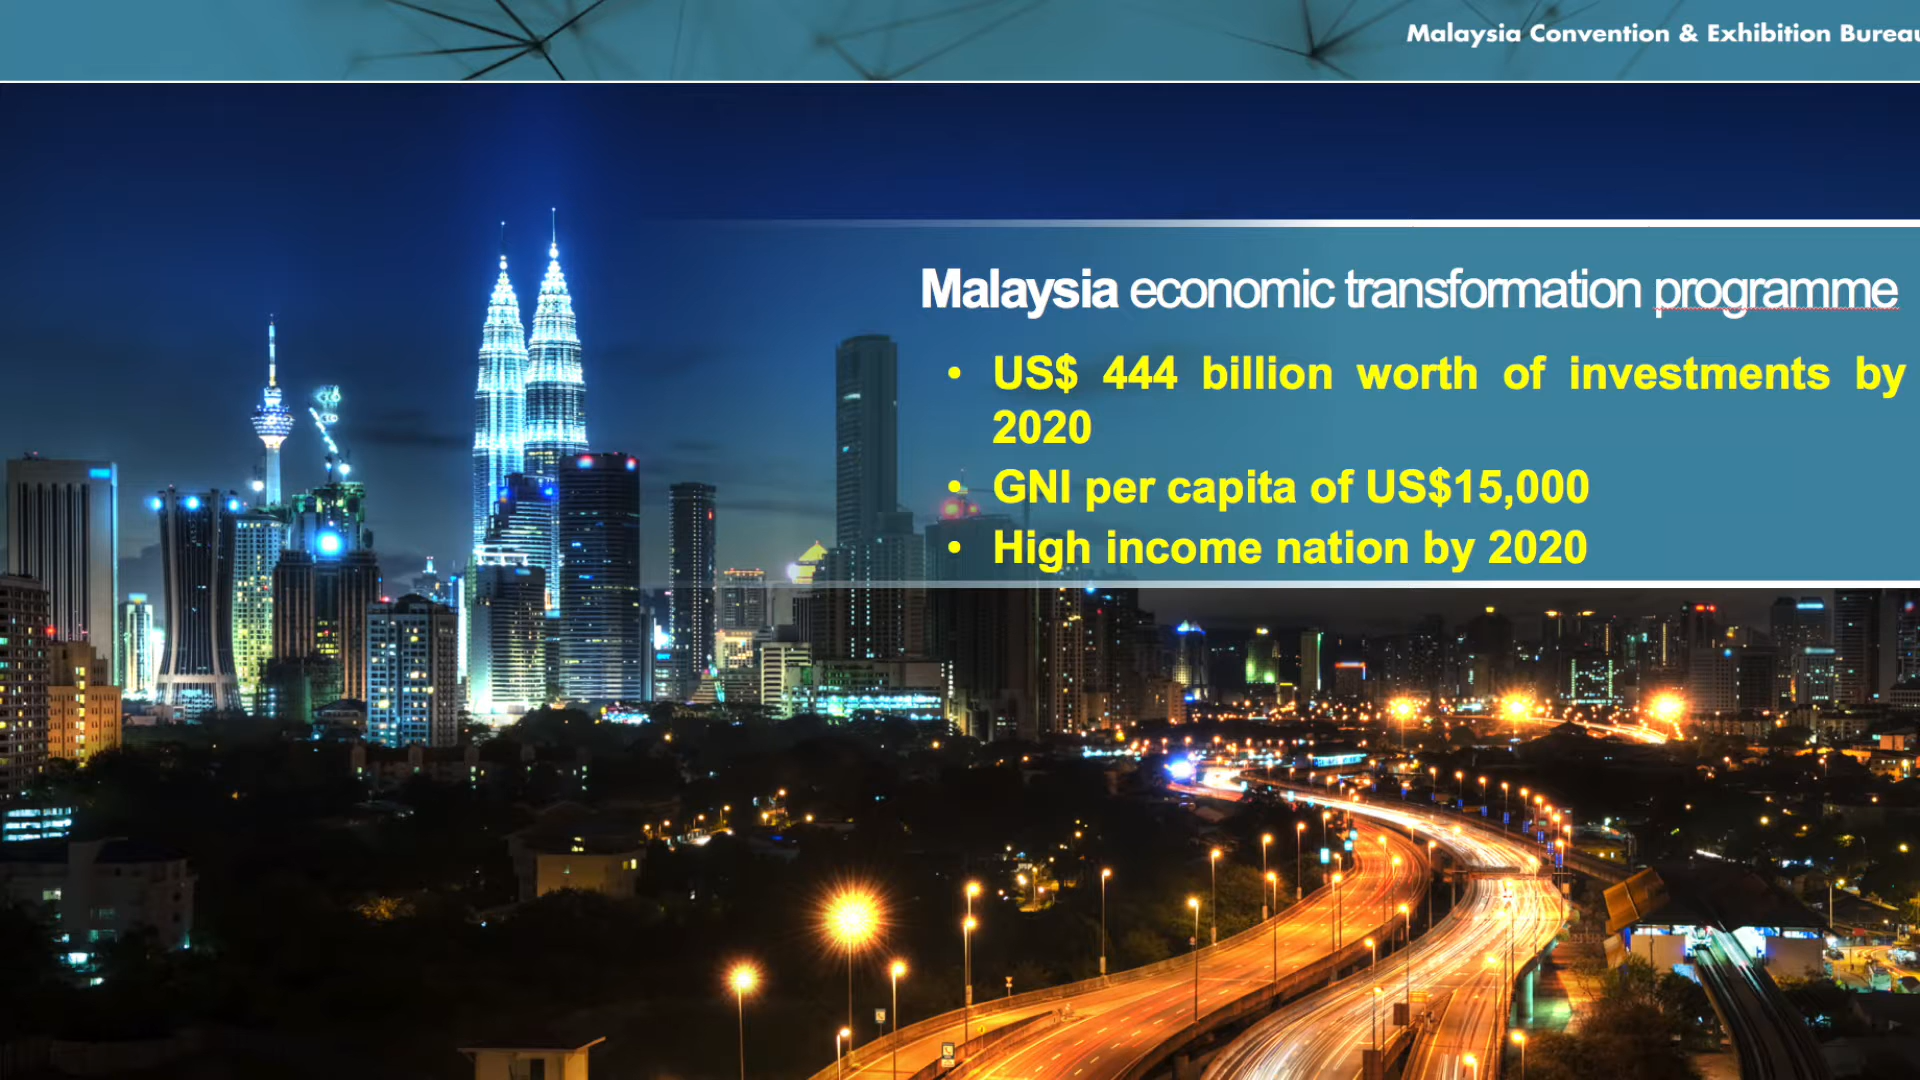 Malaysia Convention & Exhibition Bureau
Malaysia economic transformation programme
• US$ 444 billion worth of investments by
2020
• GNI per capita of US$15,000
• High income nation by 2020